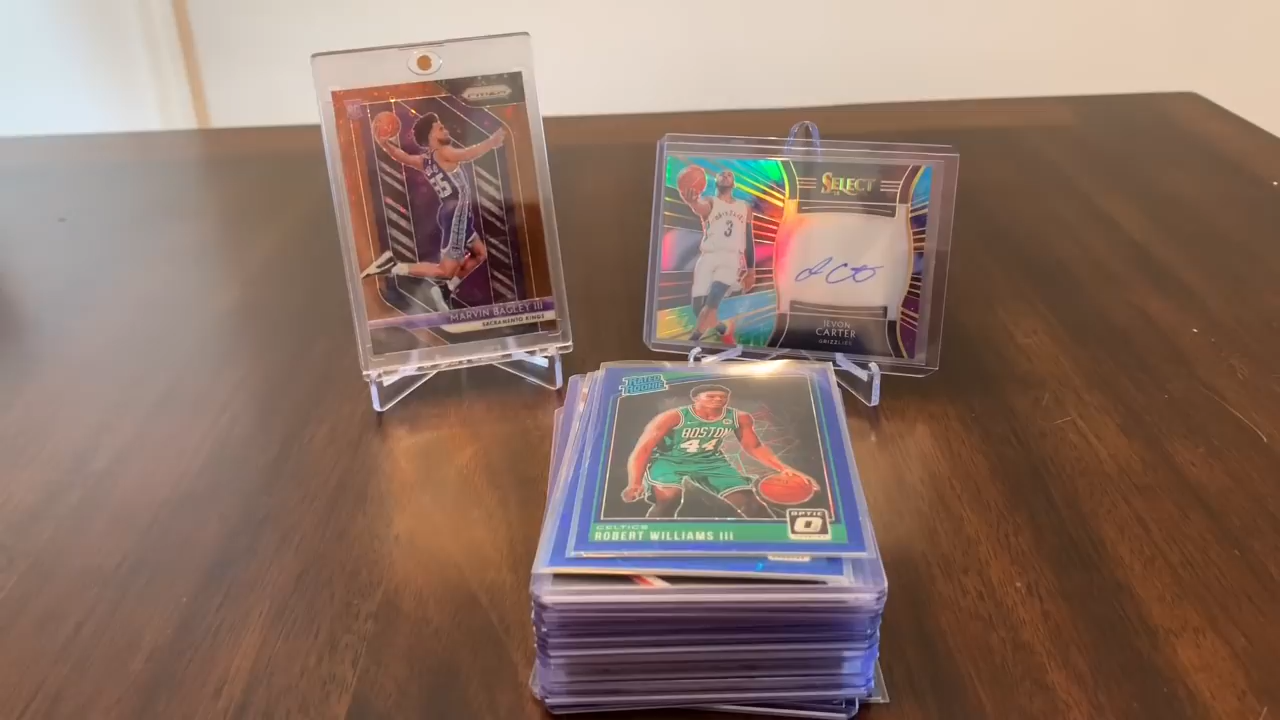 PRIZM
MARVIN BAGLEY III
SACRAMENTO KINGS
SELECT
3
JEVON
CARTER
GRIZZLIES
RATED
ROOKIE
BOSTON
44
OPTIC
CELTICS
ROBERT WILLIAMS III